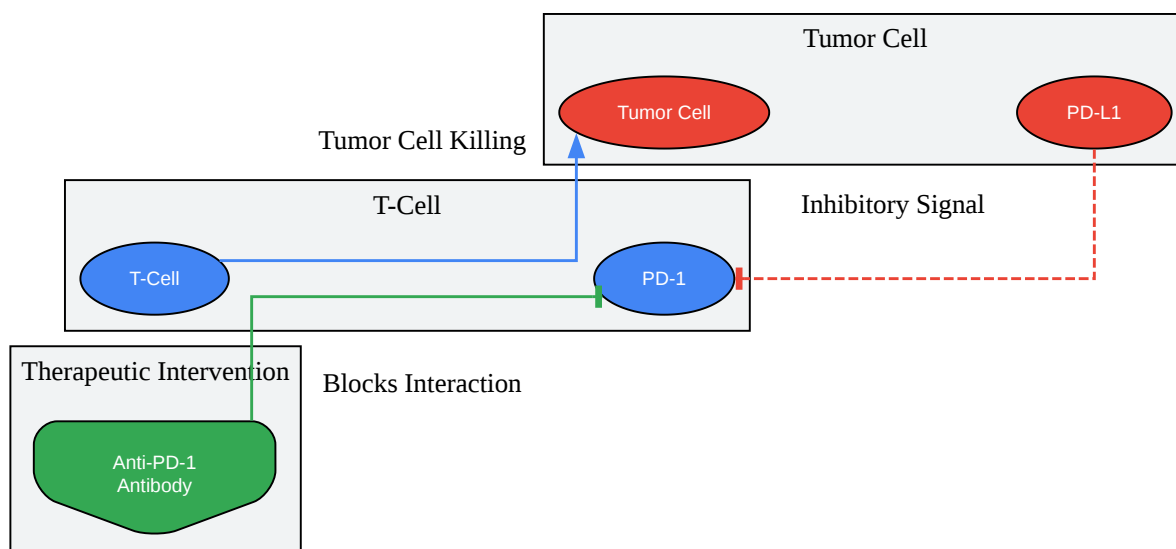 Tumor Cell
Tumor Cell
PD-L1
Tumor Cell Killing
T-Cell
Inhibitory Signal
T-Cell
PD-1
Therapeutic Intervention
Blocks Interaction
Anti-PD-1
Antibody